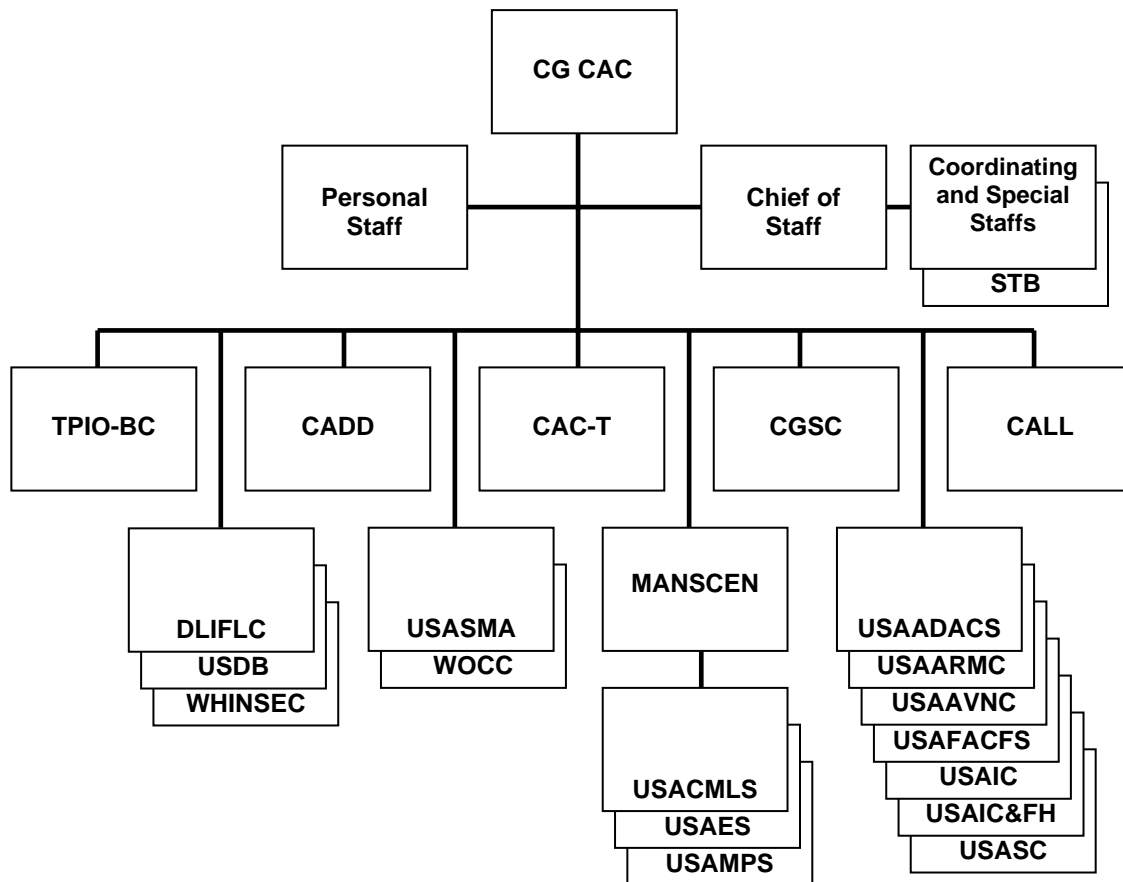 CG CAC
Personal
Staff
Chief of
Staff
Coordinating
and Special
Staffs
STB
TPIO-BC
CADD
CAC-T
CGSC
CALL
DLIFLC
USDB
WHINSEC
USASMA
WOCC
MANSCEN
USACMLS
USAES
USAMPS
USAADACS
USAARMC
USAAVNC
USAFACFS
USAIC
USAIC&FH
USASC